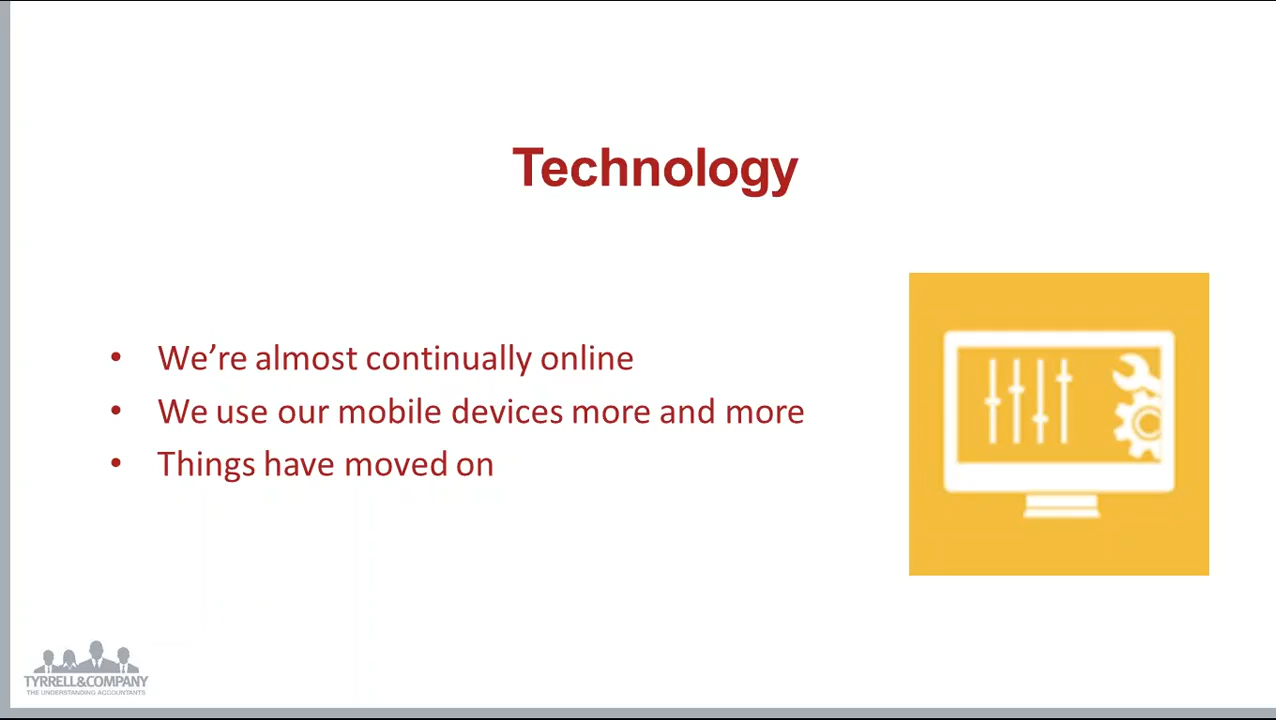 Technology
• We’re almost continually online
• We use our mobile devices more and more
• Things have moved on
TYRRELL&COMPANY
THE UNDERSTANDING ACCOUNTANTS